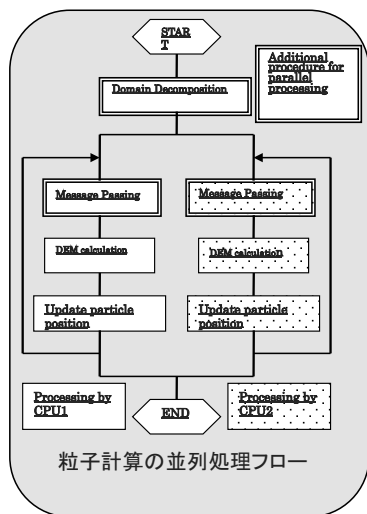 STAR
T
Additional
procedure for
parallel
processing
Domain Decomposition
Message Passing
Message Passing
DEM calculation
DEM calculation
Update particle
position
Update particle
position
Processing by
CPU1
END
Processing by
CPU2
粒子計算の並列処理フロー